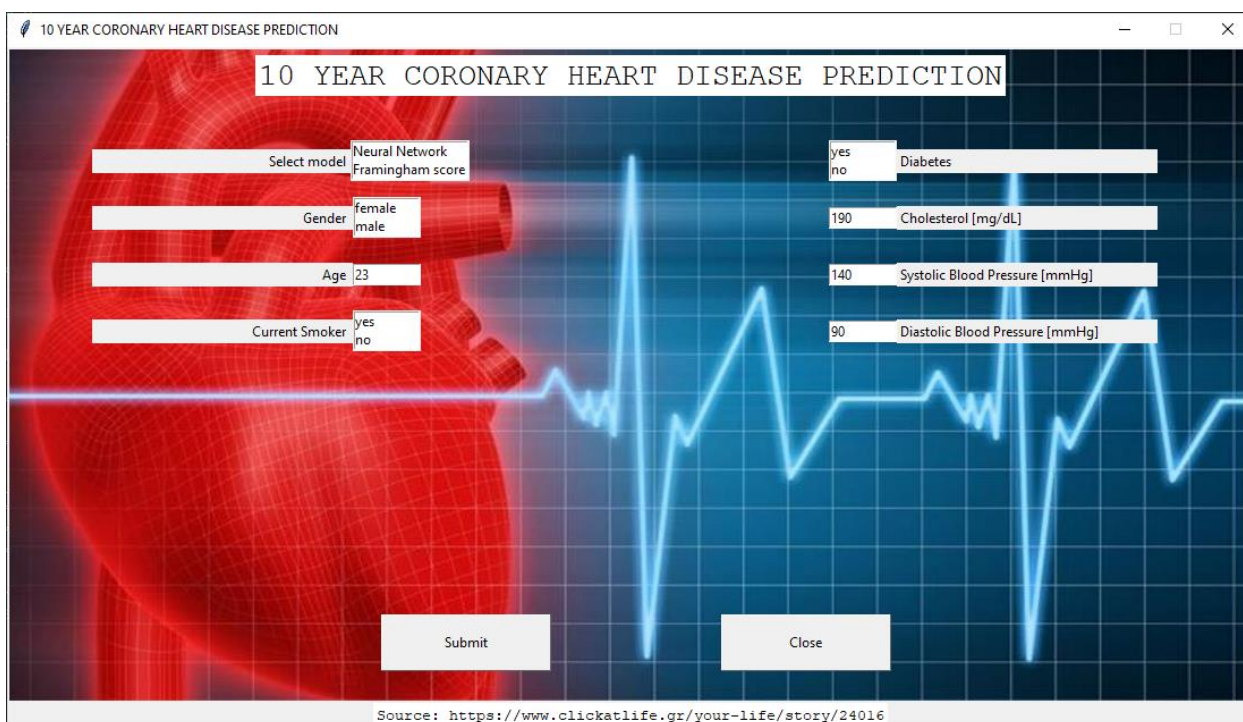 10 YEAR CORONARY HEART DISEASE PREDICTION
10 YEAR CORONARY HEART DISEASE PREDICTION
Select model
Neural Network
Framingham score
Gender
female
male
Age
23
Current Smoker
yes
no
yes
no
Diabetes
190
Cholesterol [mg/dL]
140
Systolic Blood Pressure [mmHg]
90
Diastolic Blood Pressure [mmHg]
Submit
Close
Source: https://www.clickatlife.gr/your-life/story/24016